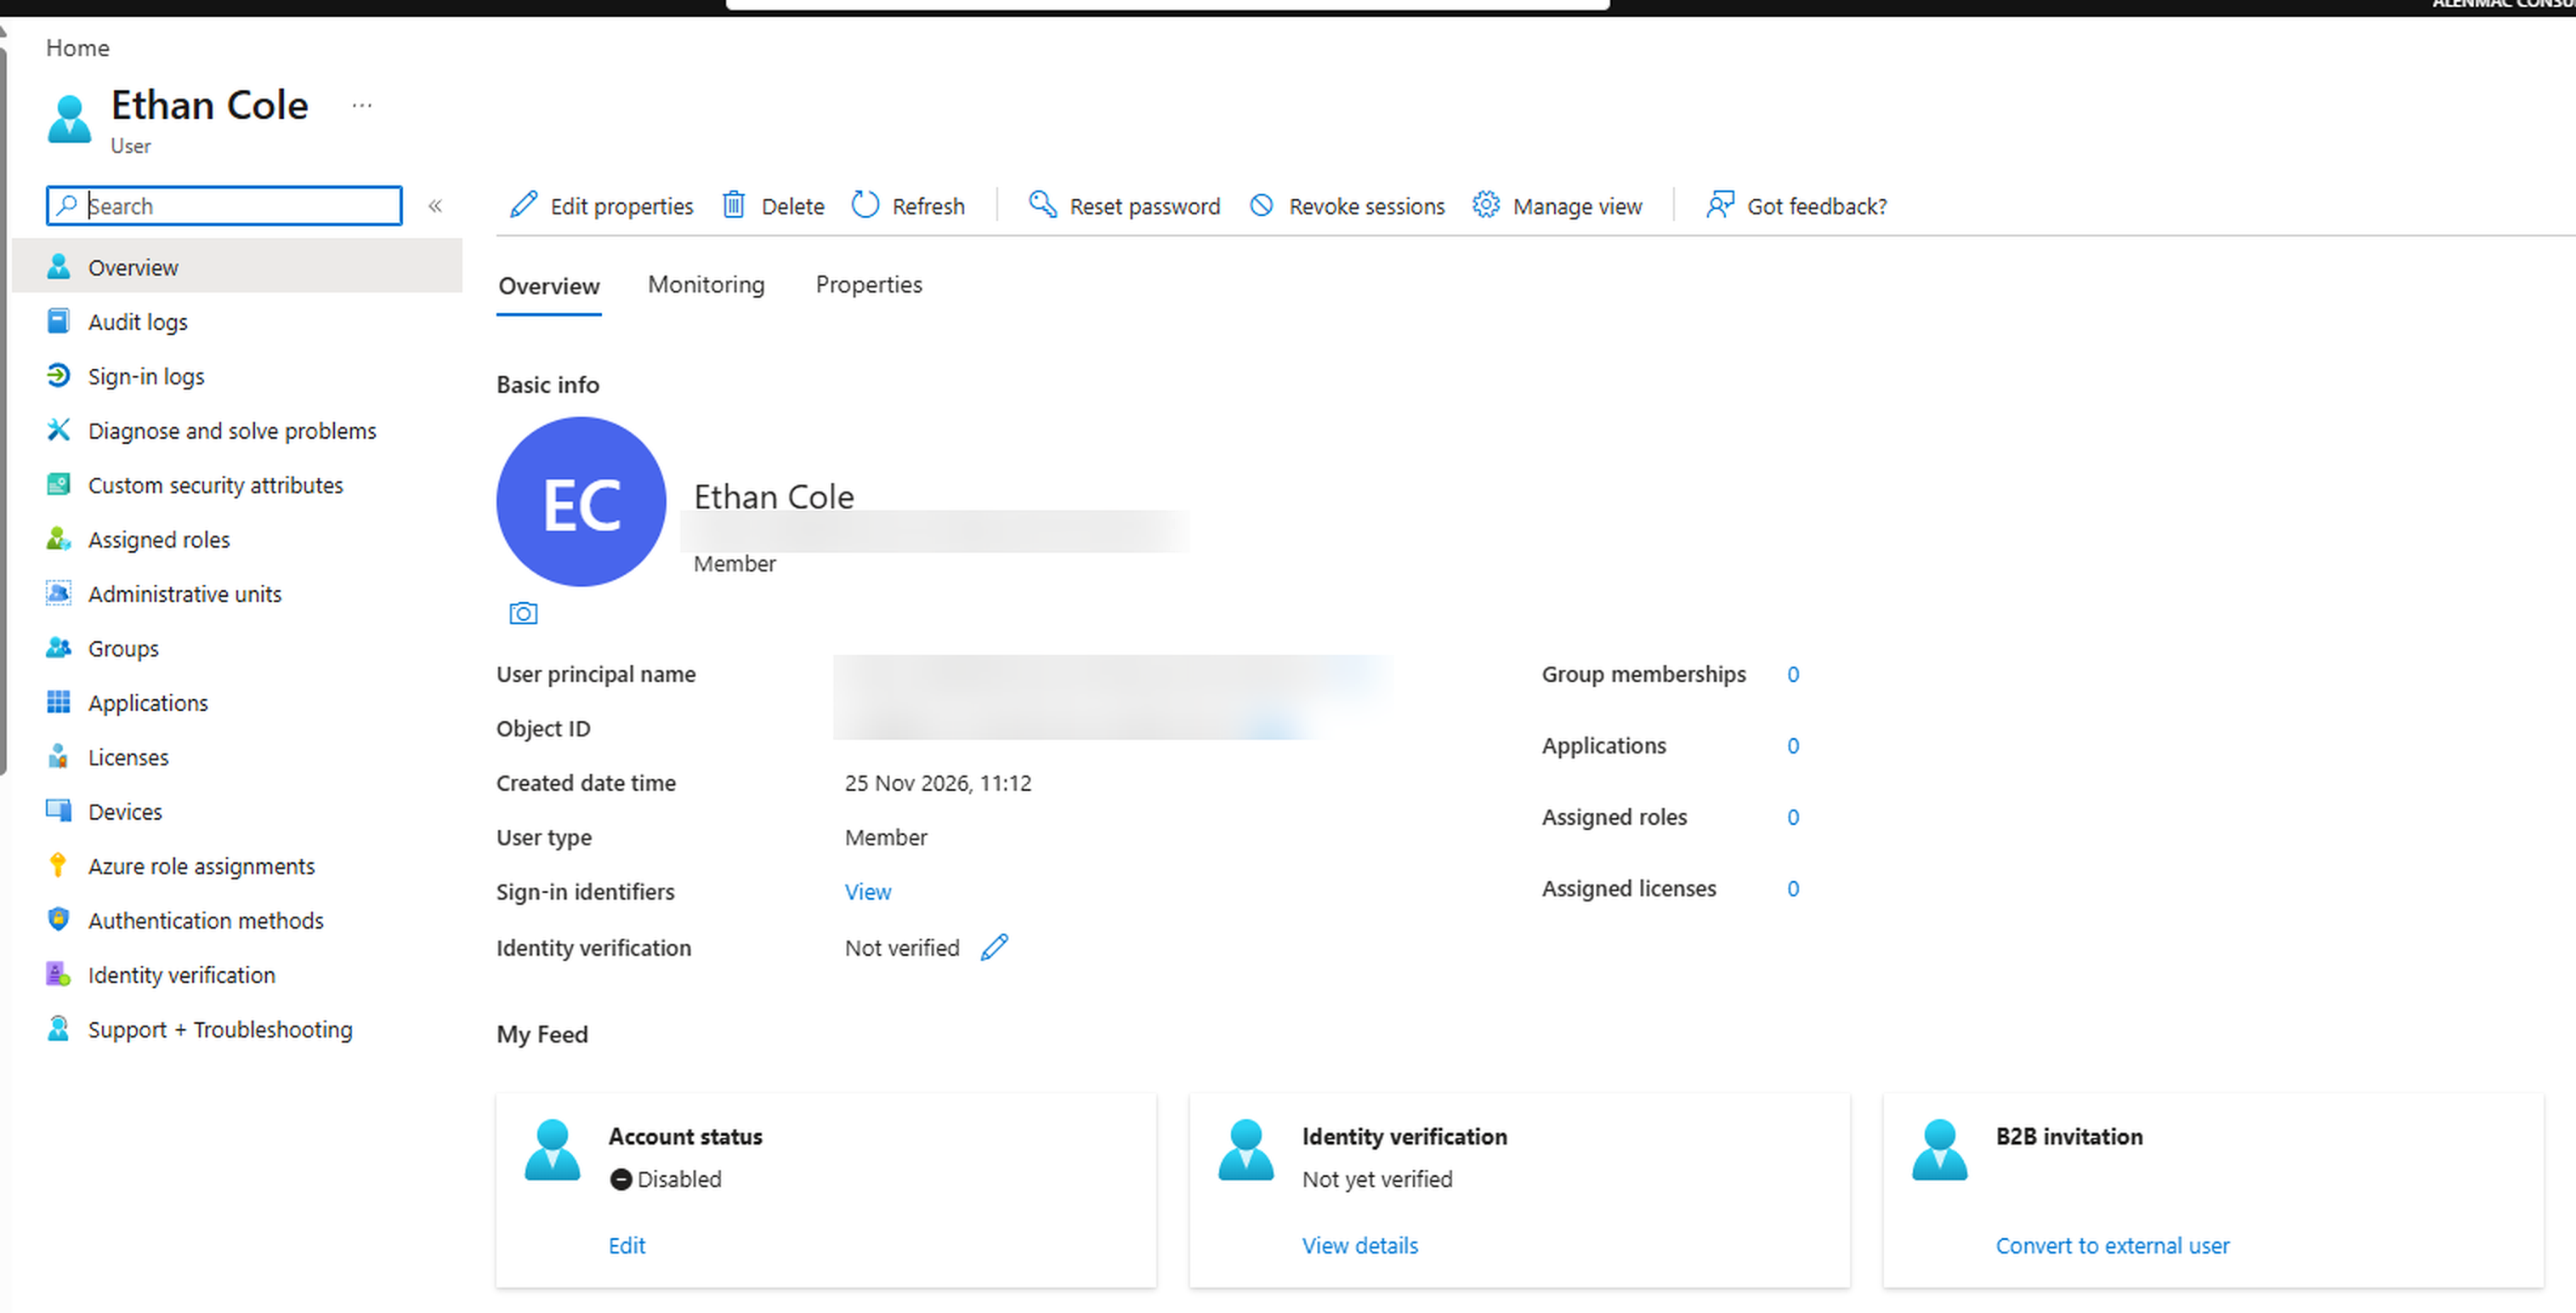 Home
Ethan Cole ...
User
Search
«
Edit properties
Delete
Refresh
Reset password
Revoke sessions
Manage view
Got feedback?
Overview
Audit logs
Sign-in logs
Diagnose and solve problems
Custom security attributes
Assigned roles
Administrative units
Groups
Applications
Licenses
Devices
Azure role assignments
Authentication methods
Identity verification
Support + Troubleshooting
Overview
Monitoring
Properties
Basic info
EC
Ethan Cole
Member
User principal name
Object ID
Created date time 25 Nov 2026, 11:12
User type Member
Sign-in identifiers View
Identity verification Not verified
Group memberships 0
Applications 0
Assigned roles 0
Assigned licenses 0
My Feed
Account status
Disabled
Edit
Identity verification
Not yet verified
View details
B2B invitation
Convert to external user